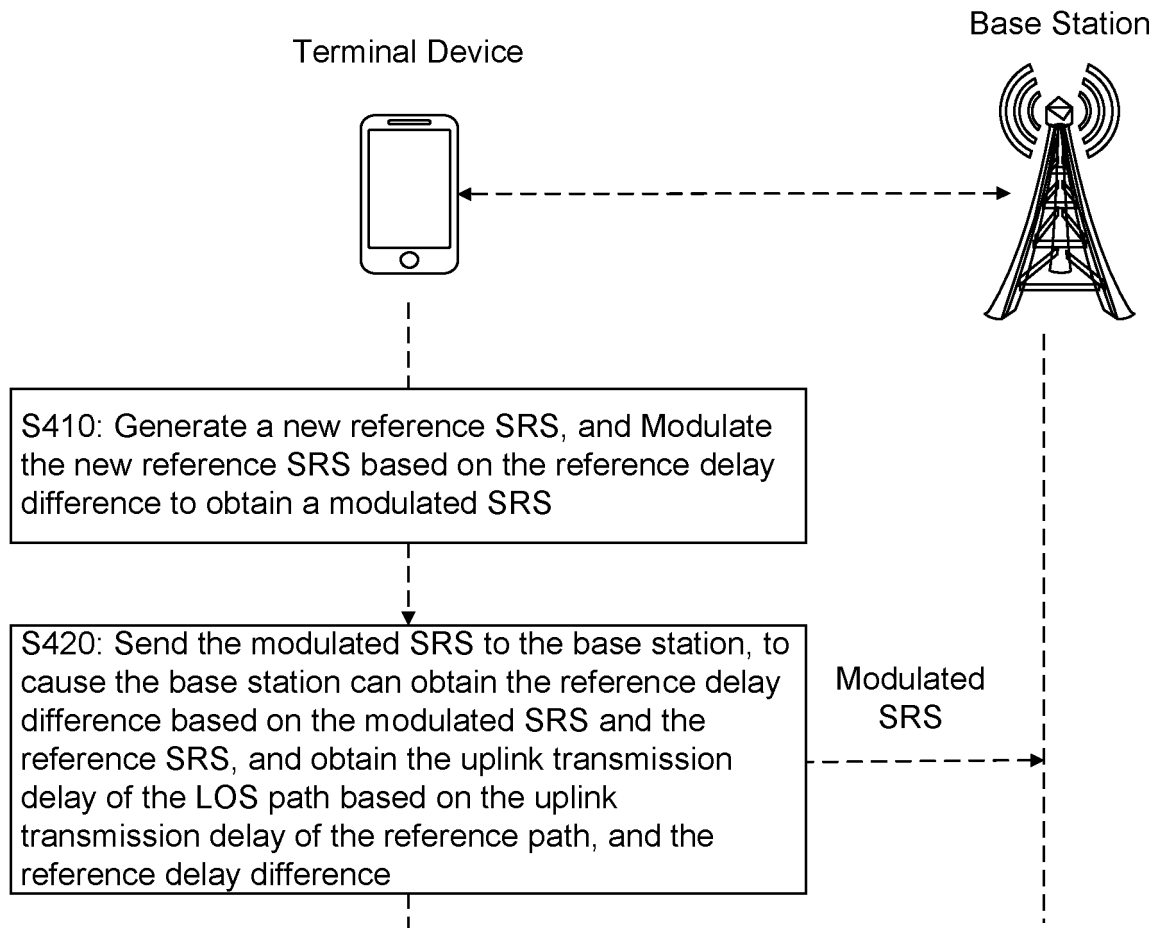 Base Station
Terminal Device
S410: Generate a new reference SRS, and Modulate
the new reference SRS based on the reference delay
difference to obtain a modulated SRS
S420: Send the modulated SRS to the base station, to
cause the base station can obtain the reference delay
difference based on the modulated SRS and the
reference SRS, and obtain the uplink transmission
delay of the LOS path based on the uplink
transmission delay of the reference path, and the
reference delay difference
Modulated
SRS